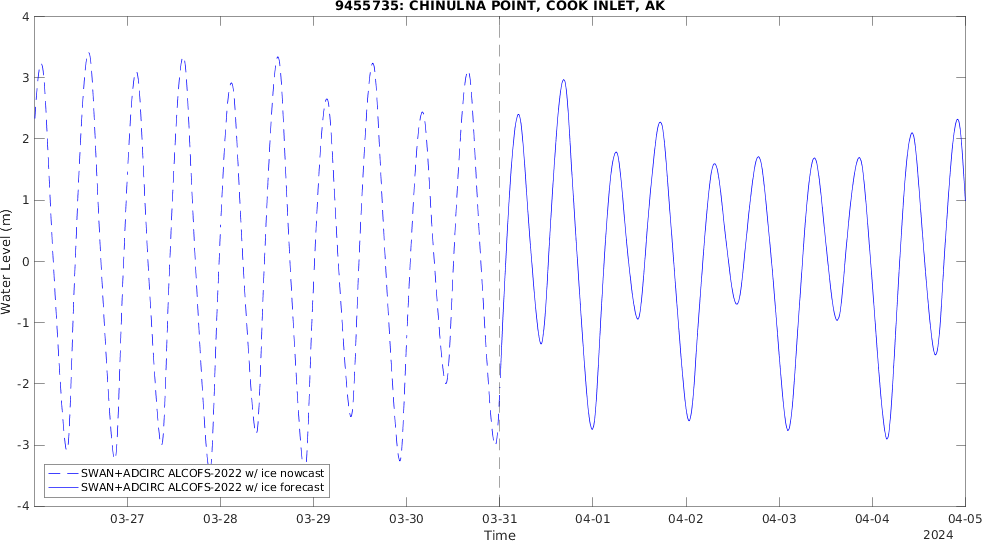 9455735: CHINULNA POINT, COOK INLET, AK
Water Level (m)
4
3
2
1
0
-1
-2
-3
-4
SWAN+ADCIRC ALCOFS-2022 w/ ice nowcast
SWAN+ADCIRC ALCOFS-2022 w/ ice forecast
03-27 03-28 03-29 03-30 03-31 04-01 04-02 04-03 04-04 04-05
Time
2024